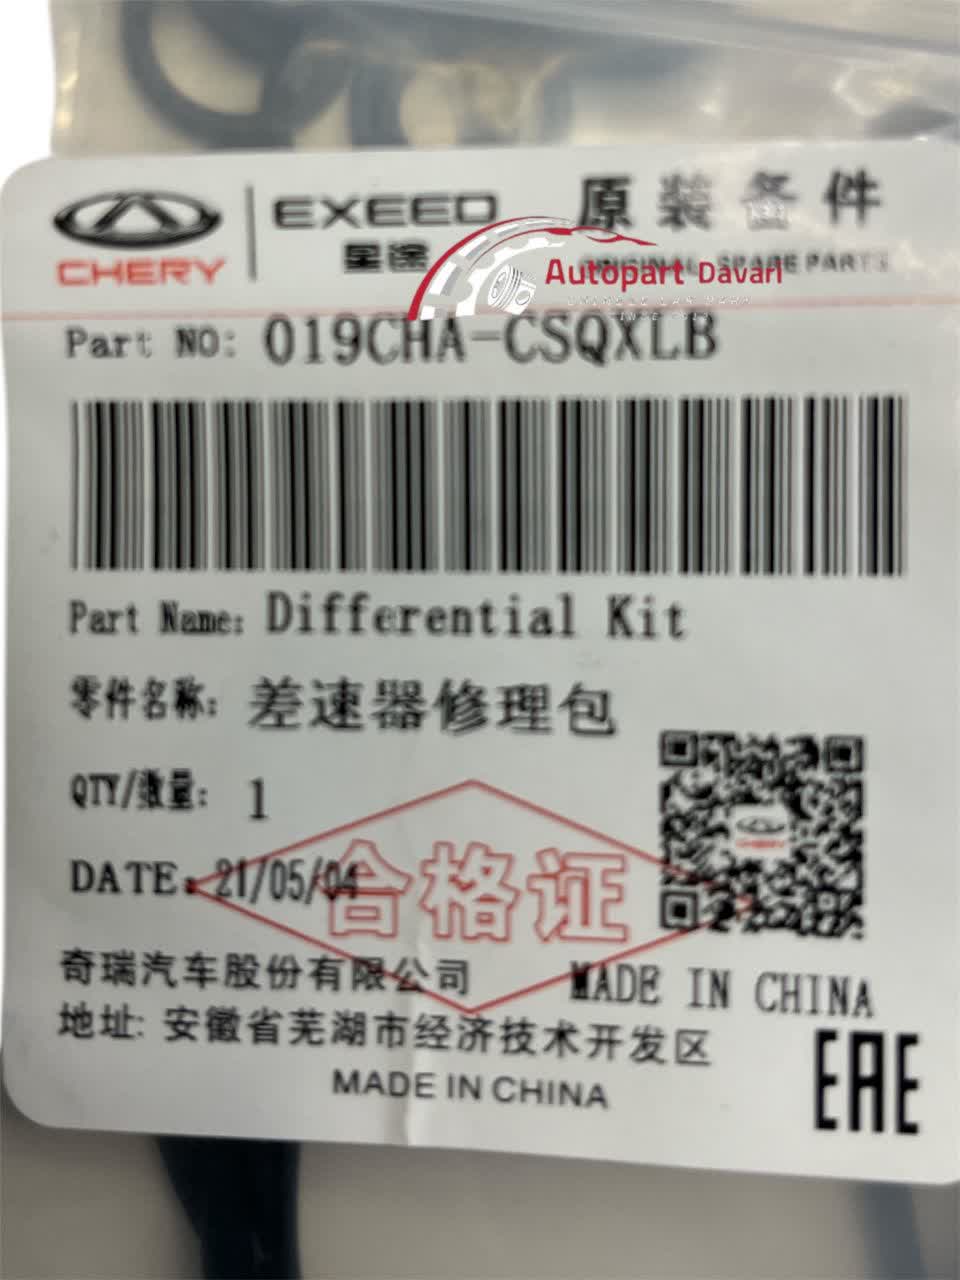 CHERY
EXEED
星途
原装备件
ORIGINAL SPARE PARTS
Autopart Davari
SINCE
Part NO: 019CHA-CSQXLB
Part Name: Differential Kit
零件名称: 差速器修理包
QTY/数量: 1
DATE: 21/05/04
合格证
奇瑞汽车股份有限公司
MADE IN CHINA
地址: 安徽省芜湖市经济技术开发区
MADE IN CHINA
EAC